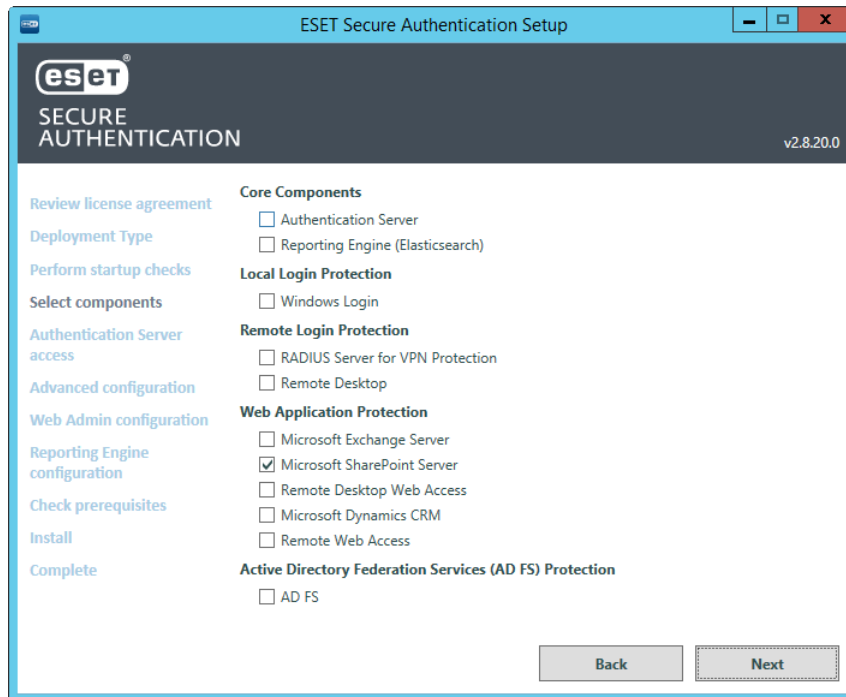 ESET Secure Authentication Setup
eseT
SECURE
AUTHENTICATION
v2.8.20.0
Review license agreement
Deployment Type
Perform startup checks
Select components
Authentication Server
access
Advanced configuration
Web Admin configuration
Reporting Engine
configuration
Check prerequisites
Install
Complete
Core Components
Authentication Server
Reporting Engine (Elasticsearch)
Local Login Protection
Windows Login
Remote Login Protection
RADIUS Server for VPN Protection
Remote Desktop
Web Application Protection
Microsoft Exchange Server
Microsoft SharePoint Server
Remote Desktop Web Access
Microsoft Dynamics CRM
Remote Web Access
Active Directory Federation Services (AD FS) Protection
AD FS
Back
Next